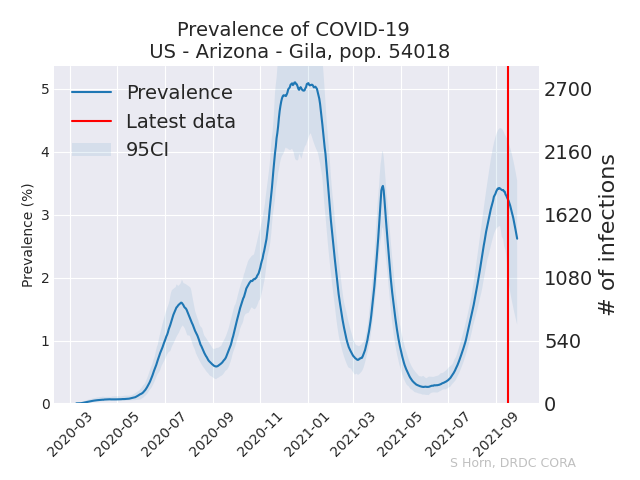 Prevalence of COVID-19
US - Arizona - Gila, pop. 54018
Prevalence
Latest data
95CI
Prevalence (%)
5
4
3
2
1
0
2700
2160
1620
1080
540
0
# of infections
2020-03
2020-05
2020-07
2020-09
2020-11
2021-01
2021-03
2021-05
2021-07
2021-09
S Horn, DRDC CORA